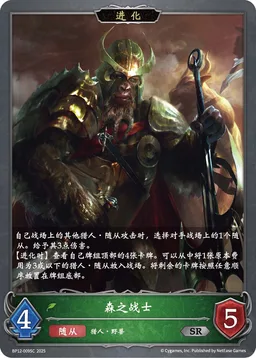 进化
自己战场上的其他猎人·随从攻击时，选择对手战场上的1个随
从。给予其3点伤害。
【进化时】查看自己牌组顶部的4张卡牌。可以从中将1张原本费
用为3或以下的猎人·随从放入战场。将剩余的卡牌按照任意顺
序放置在牌组底部。
森之战士
4
随从
猎人·野兽
SR
5
BP12-009SC 2025
© Cygames, Inc. Published by NetEase Games